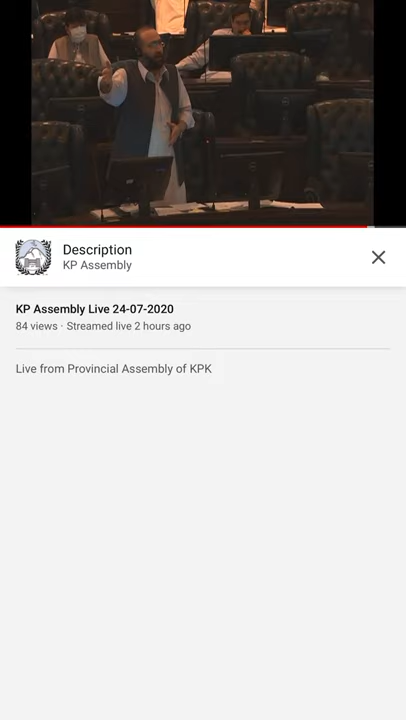 Description
KP Assembly
KP Assembly Live 24-07-2020
84 views · Streamed live 2 hours ago
Live from Provincial Assembly of KPK